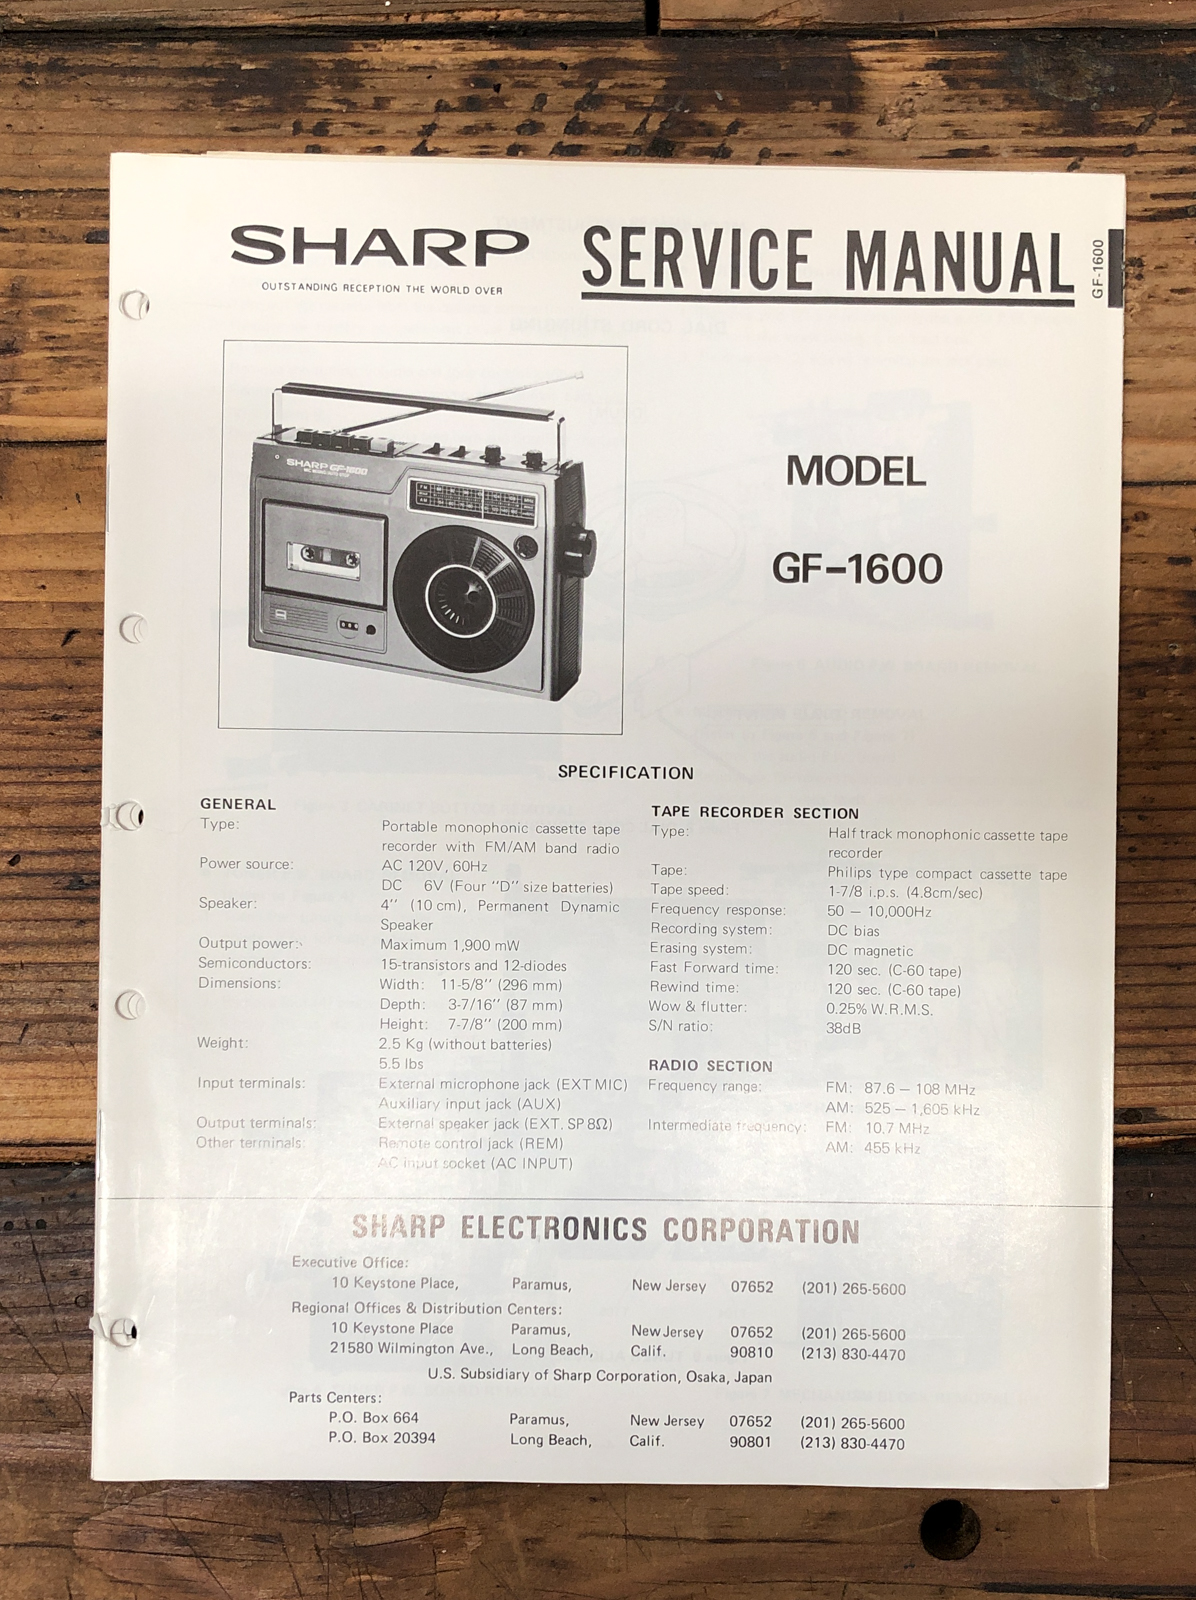 SHARP
OUTSTANDING RECEPTION THE WORLD OVER
SERVICE MANUAL
GF-1600
SHARP GF-1600
MODEL
GF-1600
SPECIFICATION
GENERAL
Type: Portable monophonic cassette tape
recorder with FM/AM band radio
Power source: AC 120V, 60Hz
DC 6V (Four "D" size batteries)
Speaker: 4" (10 cm), Permanent Dynamic
Speaker
Output power: Maximum 1,900 mW
Semiconductors: 15-transistors and 12-diodes
Dimensions: Width: 11-5/8" (296 mm)
Depth: 3-7/16" (87 mm)
Height: 7-7/8" (200 mm)
Weight: 2.5 Kg (without batteries)
5.5 lbs
Input terminals: External microphone jack (EXT MIC)
Auxiliary input jack (AUX)
Output terminals: External speaker jack (EXT. SP 8Ω)
Other terminals: Remote control jack (REM)
AC input socket (AC INPUT)
TAPE RECORDER SECTION
Type: Half track monophonic cassette tape
recorder
Tape: Philips type compact cassette tape
Tape speed: 1-7/8 i.p.s. (4.8cm/sec)
Frequency response: 50 – 10,000Hz
Recording system: DC bias
Erasing system: DC magnetic
Fast Forward time: 120 sec. (C-60 tape)
Rewind time: 120 sec. (C-60 tape)
Wow & flutter: 0.25% W.R.M.S.
S/N ratio: 38dB
RADIO SECTION
Frequency range: FM: 87.6 – 108 MHz
AM: 525 – 1,605 kHz
Intermediate frequency: FM: 10.7 MHz
AM: 455 kHz
SHARP ELECTRONICS CORPORATION
Executive Office:
10 Keystone Place, Paramus, New Jersey 07652 (201) 265-5600
Regional Offices & Distribution Centers:
10 Keystone Place Paramus, New Jersey 07652 (201) 265-5600
21580 Wilmington Ave., Long Beach, Calif. 90810 (213) 830-4470
U.S. Subsidiary of Sharp Corporation, Osaka, Japan
Parts Centers:
P.O. Box 664 Paramus, New Jersey 07652 (201) 265-5600
P.O. Box 20394 Long Beach, Calif. 90801 (213) 830-4470